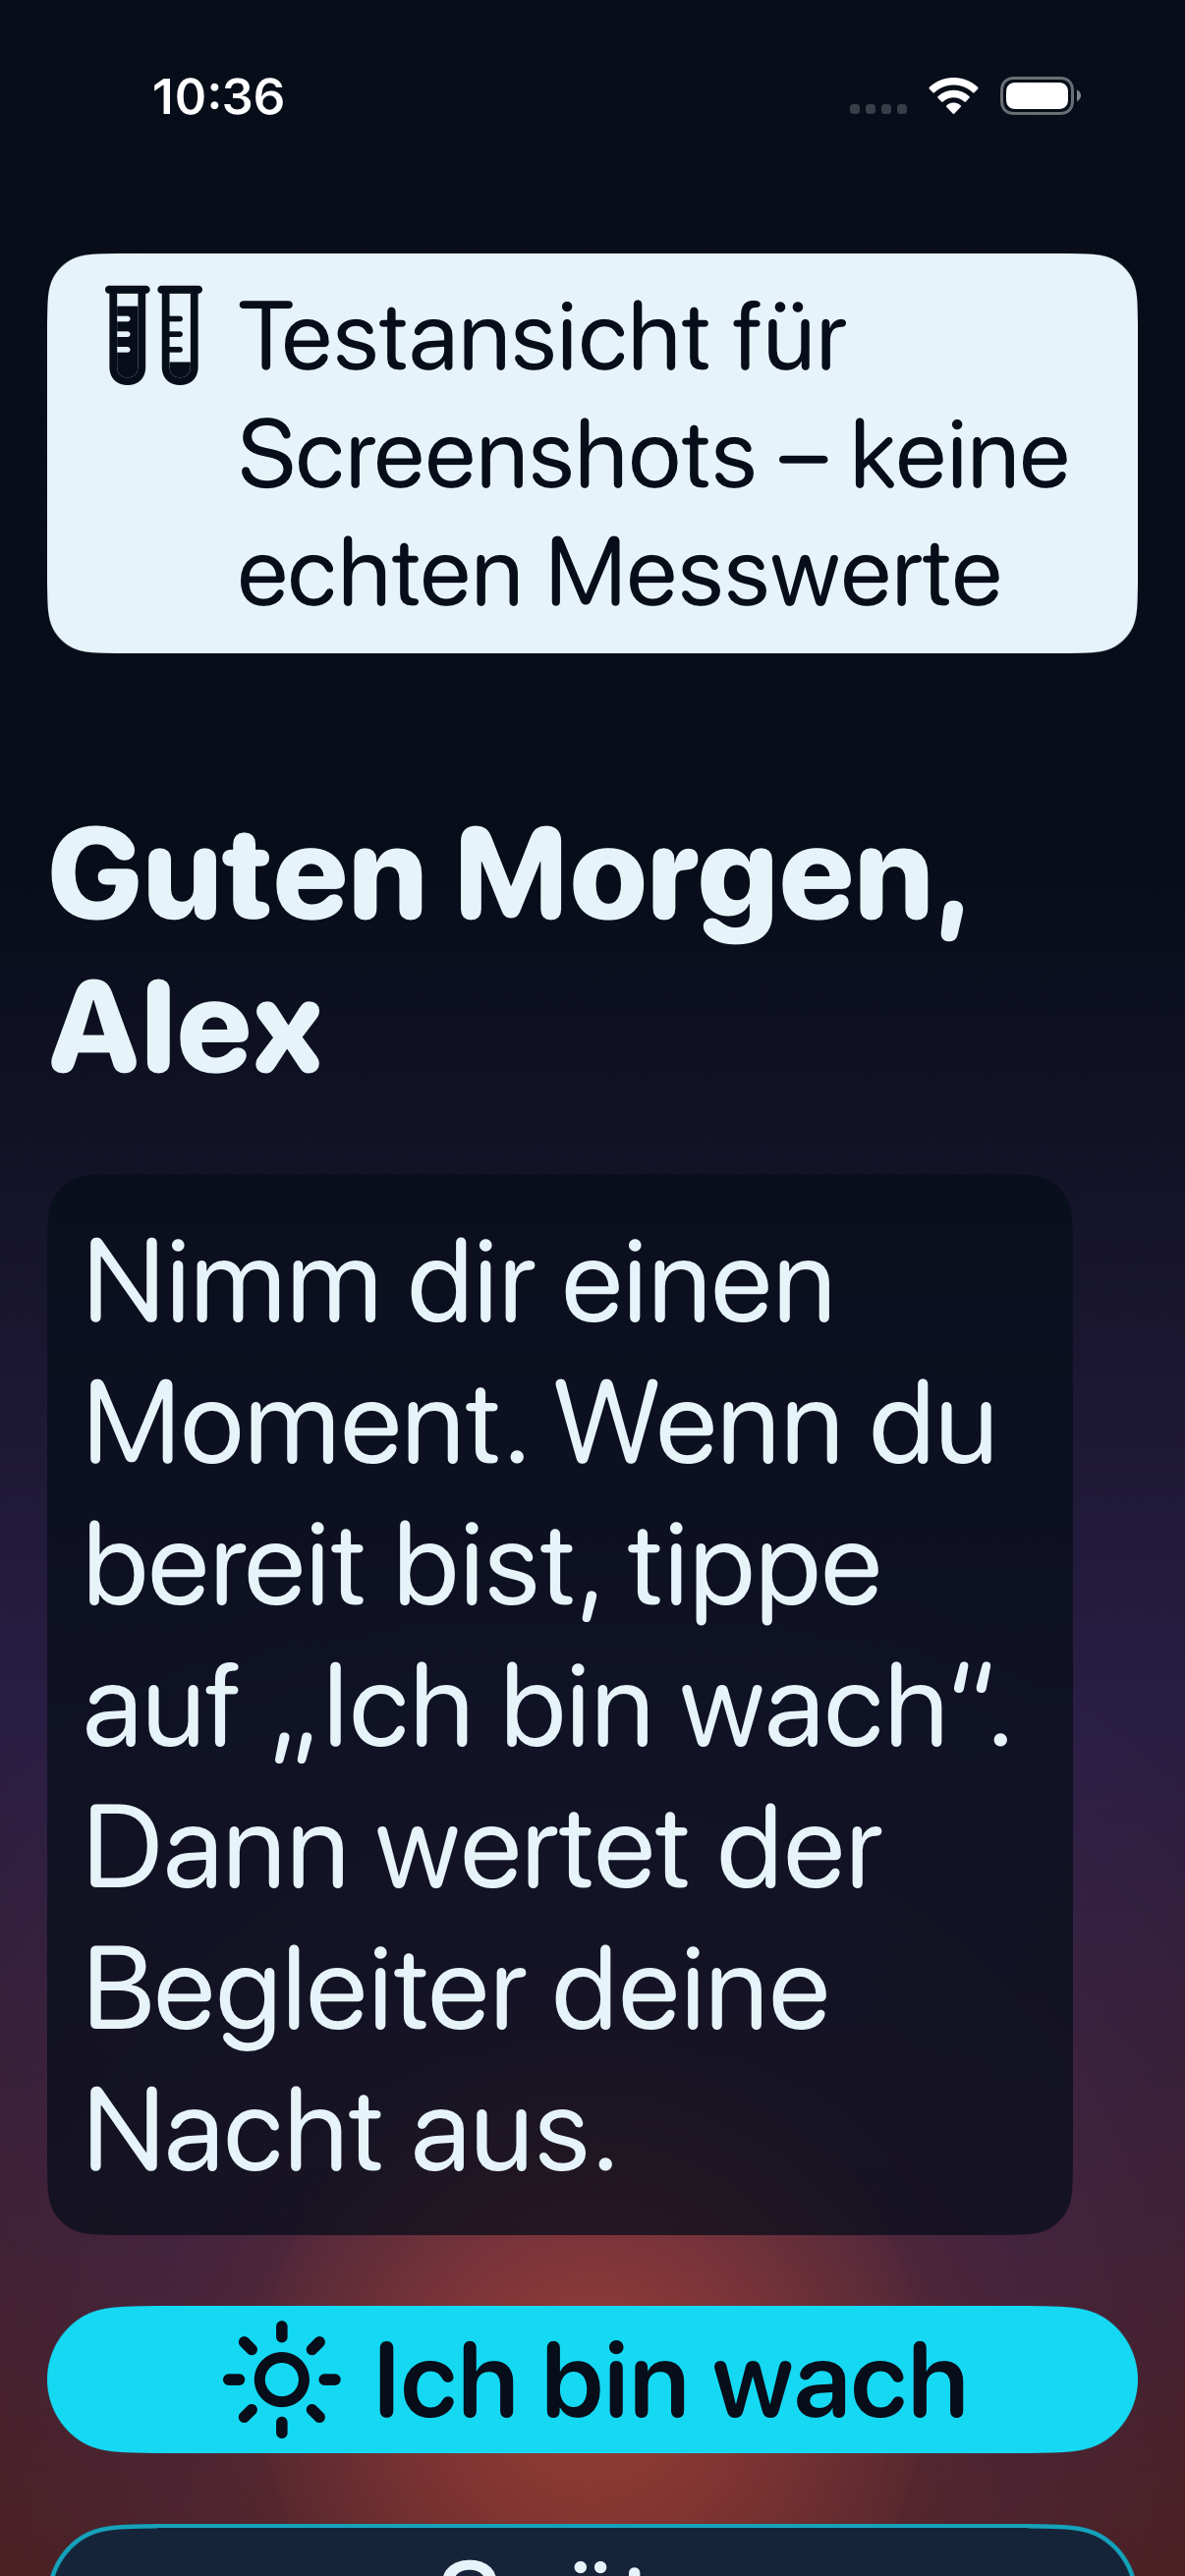 10:36
Testansicht für
Screenshots – keine
echten Messwerte
Guten Morgen,
Alex
Nimm dir einen
Moment. Wenn du
bereit bist, tippe
auf „Ich bin wach“.
Dann wertet der
Begleiter deine
Nacht aus.
Ich bin wach